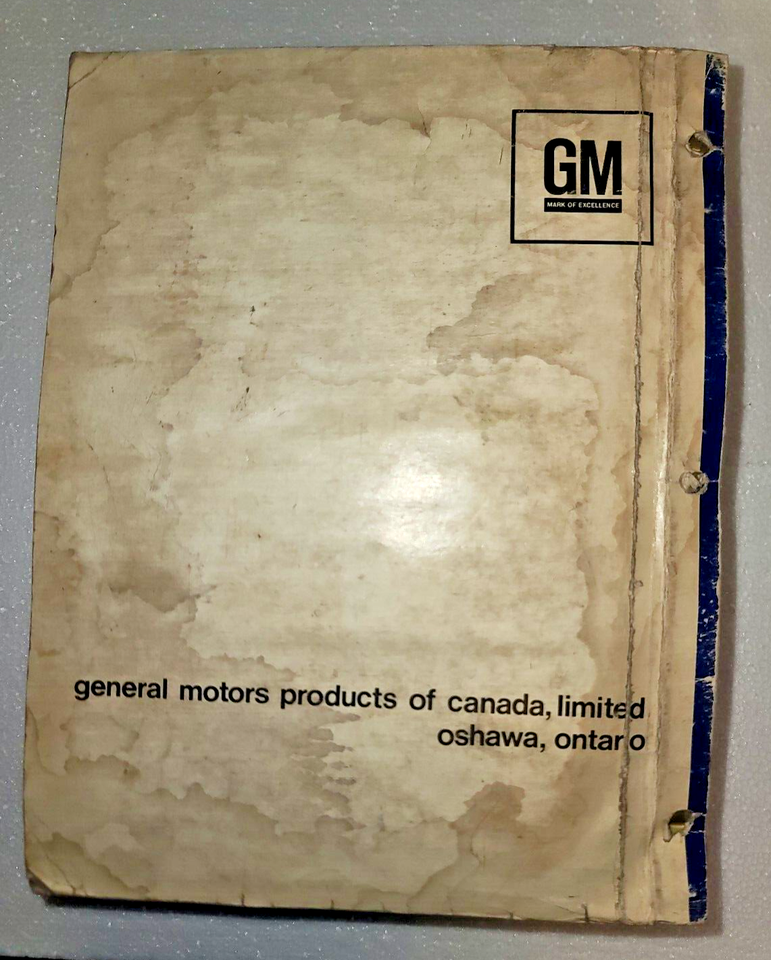 GM
MARK OF EXCELLENCE
general motors products of canada, limited
oshawa, ontario